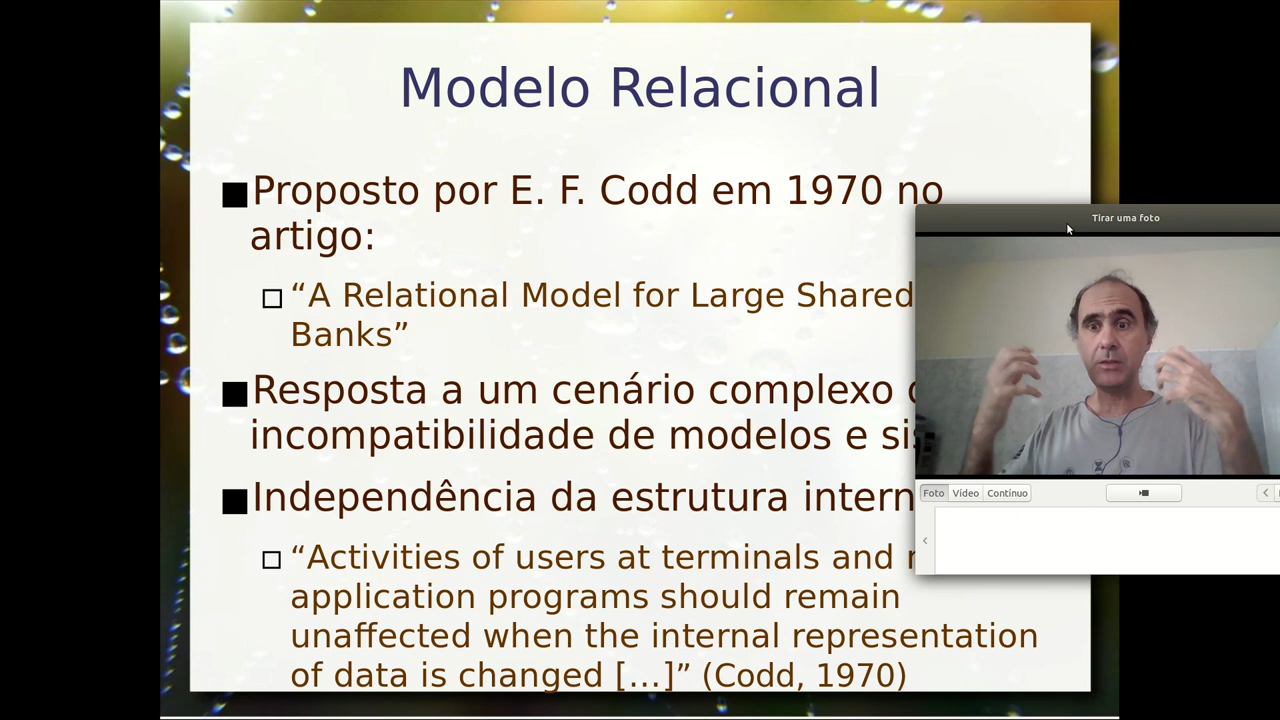 Modelo Relacional
Proposto por E. F. Codd em 1970 no
artigo:
“A Relational Model for Large Shared
Banks”
Resposta a um cenário complexo
incompatibilidade de modelos e
Independência da estrutura
“Activities of users at terminals and
application programs should remain
unaffected when the internal representation
of data is changed [...]” (Codd, 1970)
Tirar uma foto
Foto Vídeo Contínuo